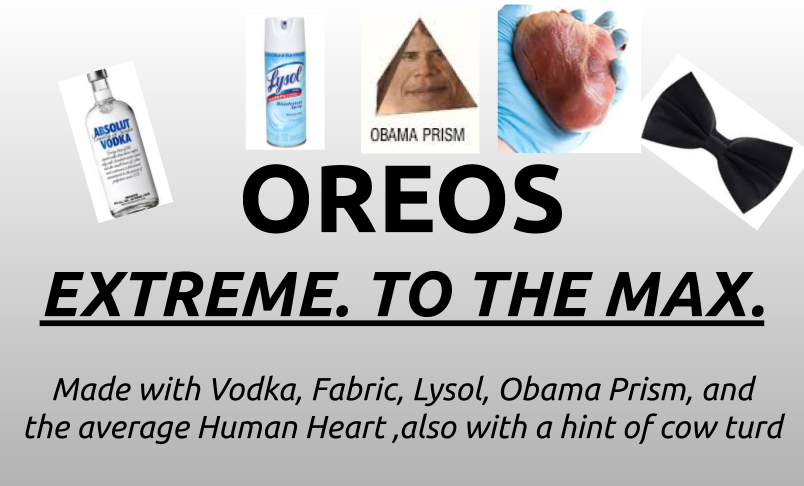 ABSOLUT
VODKA
Lysol
OBAMA PRISM
OREOS
EXTREME. TO THE MAX.
Made with Vodka, Fabric, Lysol, Obama Prism, and
the average Human Heart ,also with a hint of cow turd